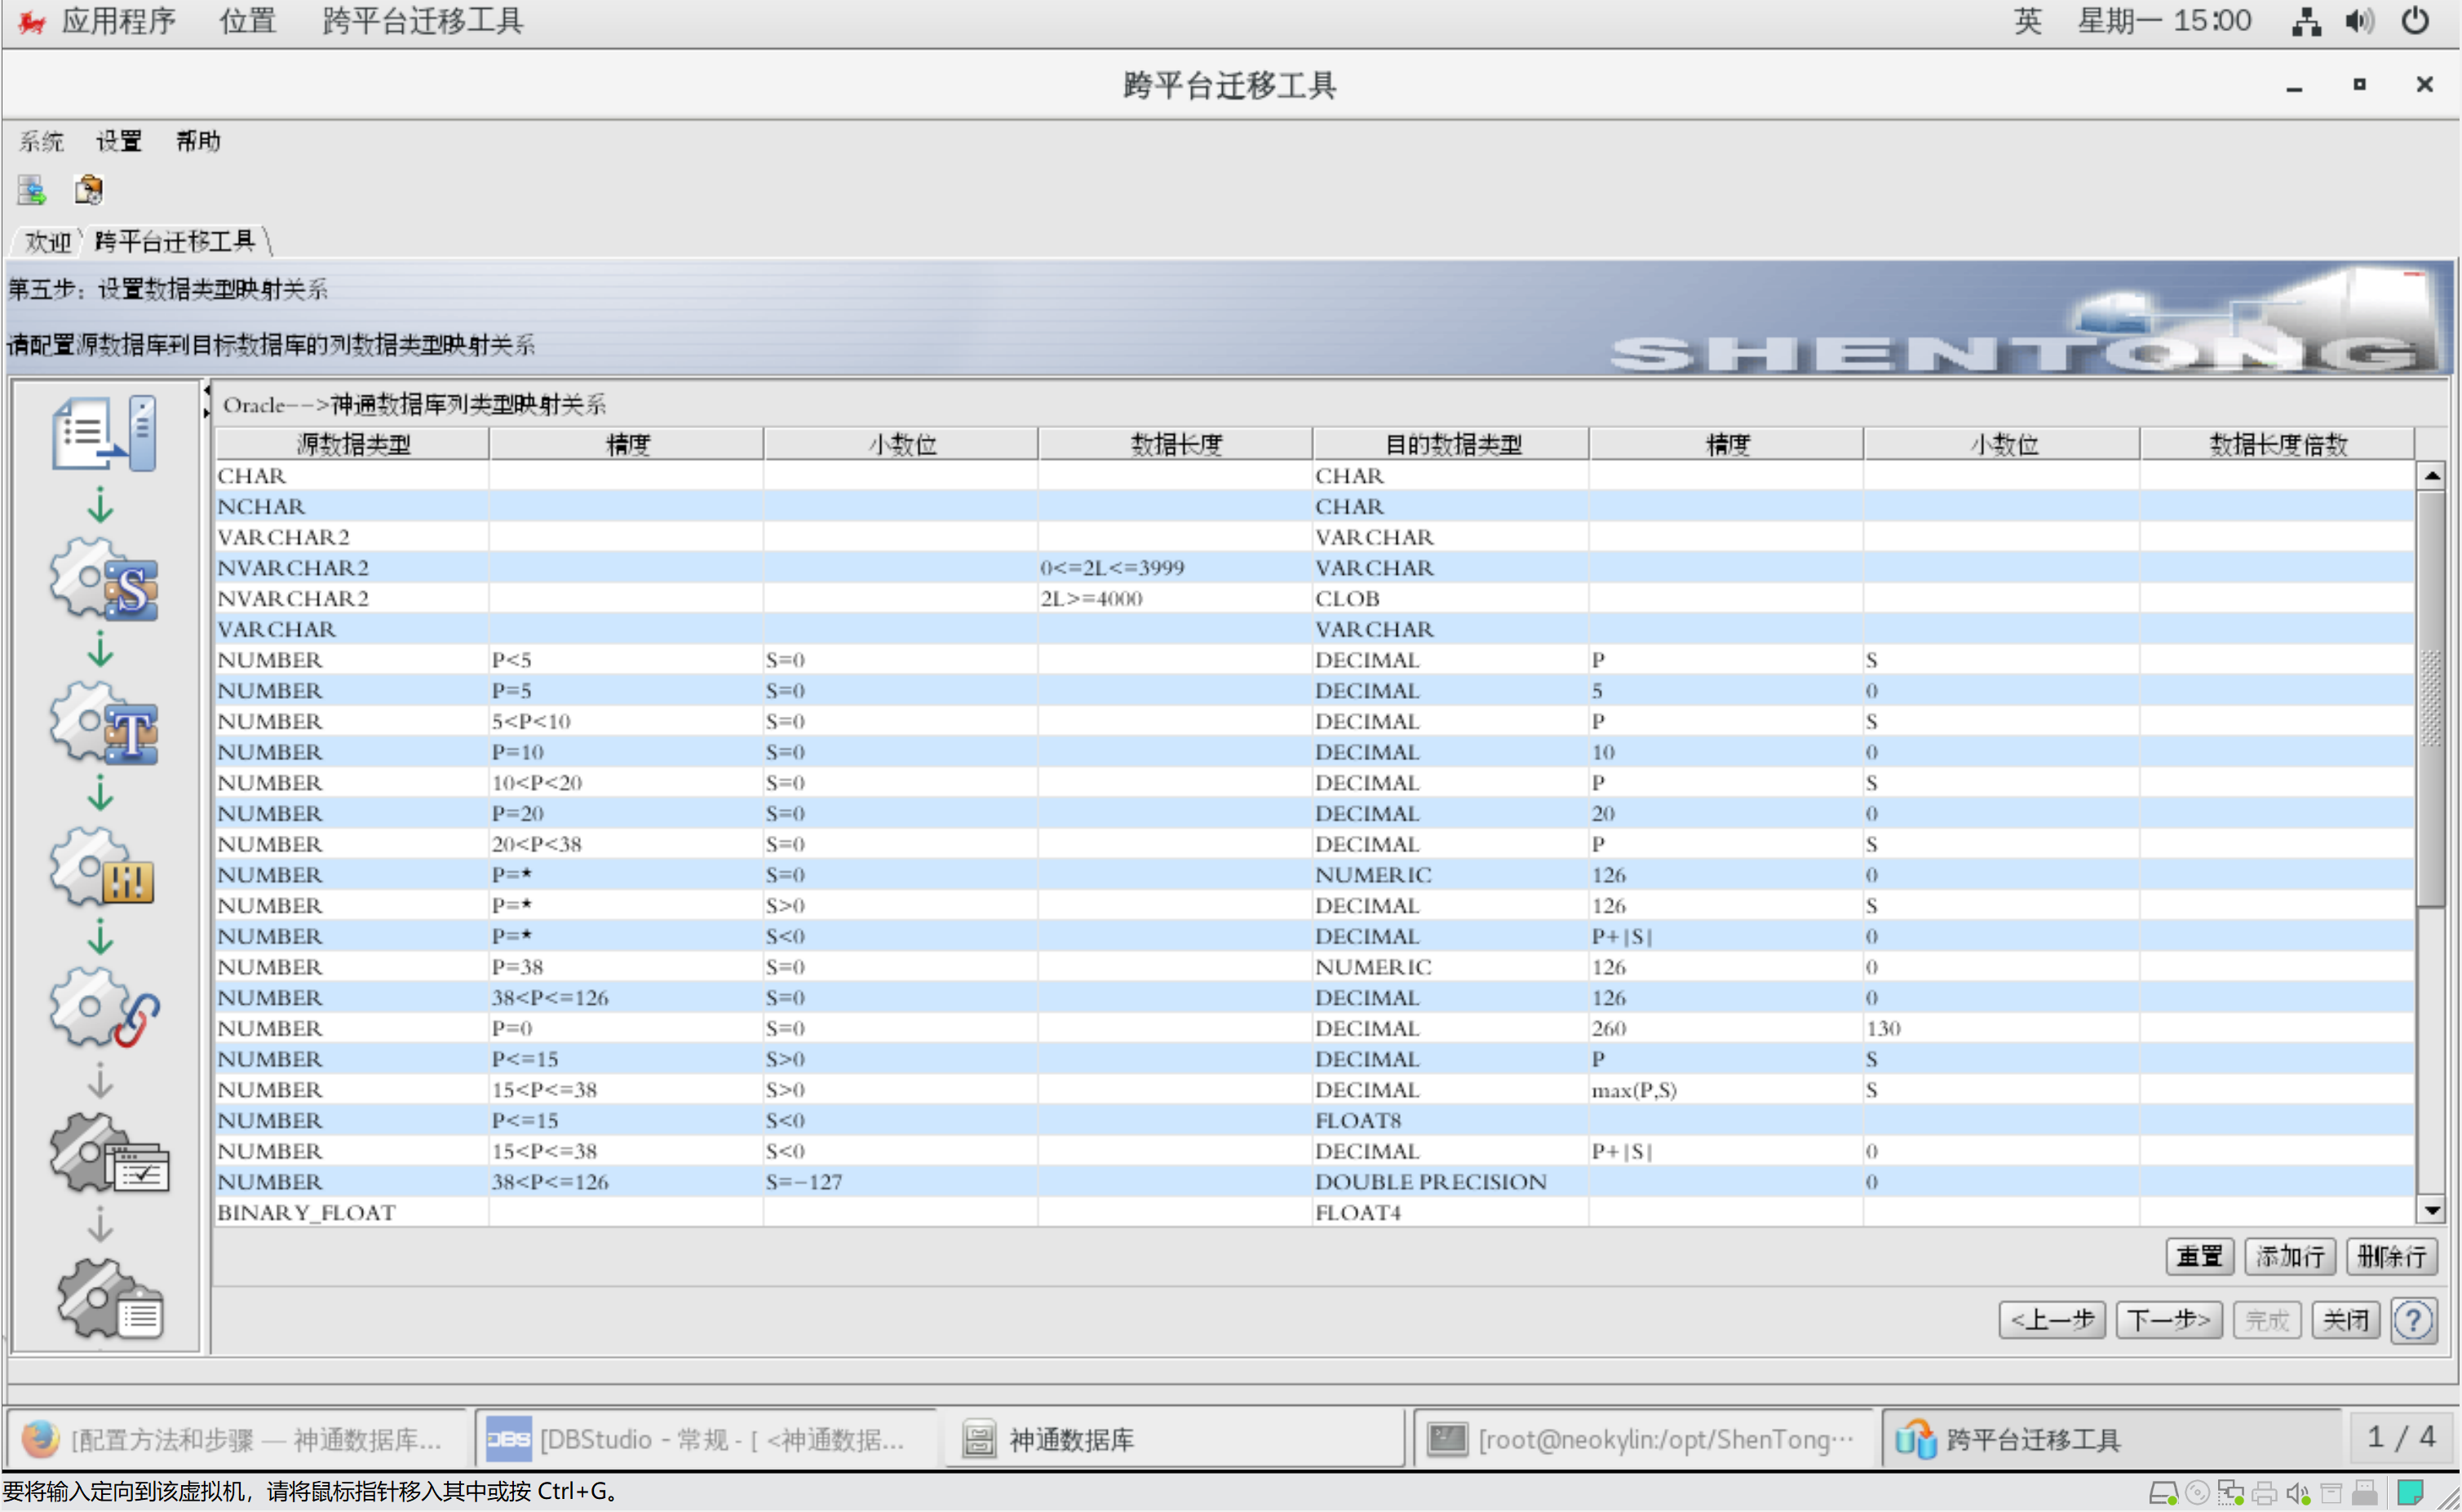 应用程序 位置 跨平台迁移工具 英 星期一 15:00
跨平台迁移工具
系统 设置 帮助
欢迎 跨平台迁移工具
第五步：设置数据类型映射关系
请配置源数据库到目标数据库的列数据类型映射关系
SHENTONG
Oracle-->神通数据库列类型映射关系
源数据类型 精度 小数位 数据长度 目的数据类型 精度 小数位 数据长度倍数
CHAR CHAR
NCHAR CHAR
VARCHAR2 VARCHAR
NVARCHAR2 0<=2L<=3999 VARCHAR
NVARCHAR2 2L>=4000 CLOB
VARCHAR VARCHAR
NUMBER P<5 S=0 DECIMAL P S
NUMBER P=5 S=0 DECIMAL 5 0
NUMBER 5<P<10 S=0 DECIMAL P S
NUMBER P=10 S=0 DECIMAL 10 0
NUMBER 10<P<20 S=0 DECIMAL P S
NUMBER P=20 S=0 DECIMAL 20 0
NUMBER 20<P<38 S=0 DECIMAL P S
NUMBER P=* S=0 NUMERIC 126 0
NUMBER P=* S>0 DECIMAL 126 S
NUMBER P=* S<0 DECIMAL P+|S| 0
NUMBER P=38 S=0 NUMERIC 126 0
NUMBER 38<P<=126 S=0 DECIMAL 126 0
NUMBER P=0 S=0 DECIMAL 260 130
NUMBER P<=15 S>0 DECIMAL P S
NUMBER 15<P<=38 S>0 DECIMAL max(P,S) S
NUMBER P<=15 S<0 FLOAT8
NUMBER 15<P<=38 S<0 DECIMAL P+|S| 0
NUMBER 38<P<=126 S=-127 DOUBLE PRECISION 0
BINARY_FLOAT FLOAT4
重置 添加行 删除行
<上一步 下一步> 完成 关闭 ?
[配置方法和步骤 — 神通数据库... DBS [DBStudio - 常规 - [ <神通数据... 神通数据库 [root@neokylin:/opt/ShenTong... 跨平台迁移工具 1 / 4
要将输入定向到该虚拟机，请将鼠标指针移入其中或按 Ctrl+G。